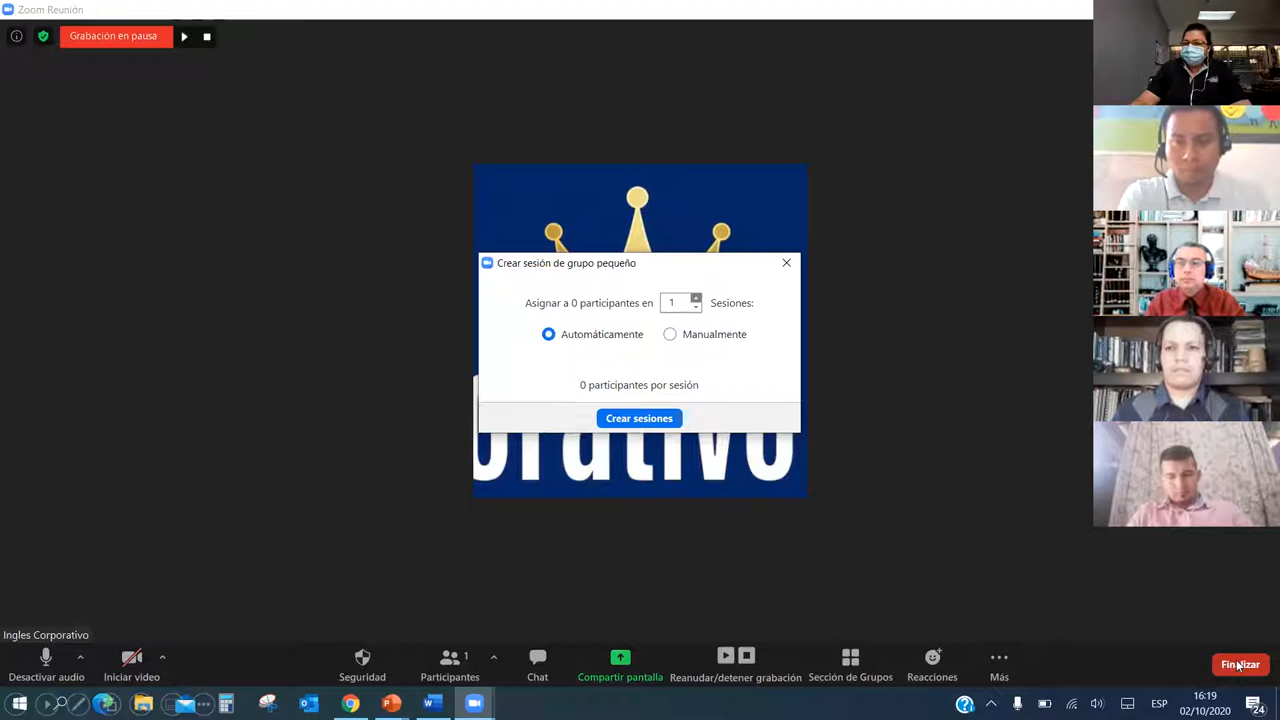 Zoom Reunión
Grabación en pausa
Crear sesión de grupo pequeño
Asignar a 0 participantes en 1 Sesiones:
Automáticamente Manualmente
0 participantes por sesión
Crear sesiones
orativo
Ingles Corporativo
1
Desactivar audio Iniciar video Seguridad Participantes Chat Compartir pantalla Reanudar/detener grabación Sección de Grupos Reacciones Más
Finalizar
ESP
16:19
02/10/2020
24